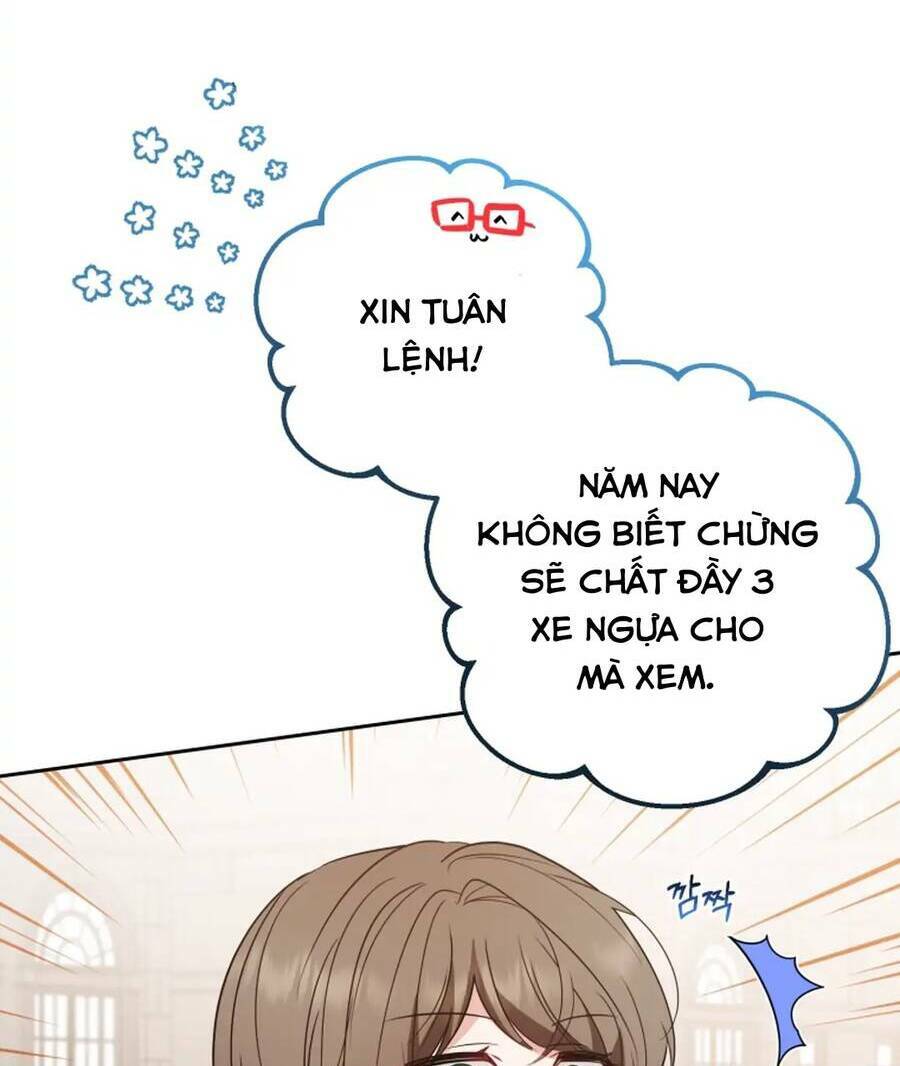 XIN TUÂN
LỆNH!
NĂM NAY
KHÔNG BIẾT CHỪNG
SẼ CHẤT ĐẦY 3
XE NGỰA CHO
MÀ XEM.
깜짝